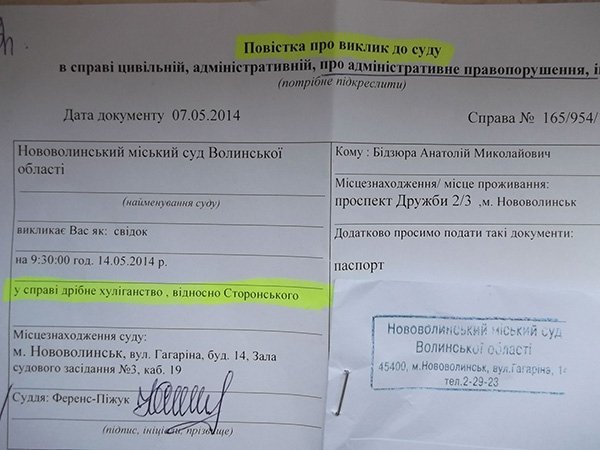 Повістка про виклик до суду
в справі цивільній, адміністративній, про адміністративне правопорушення,
(потрібне підкреслити)
Дата документу 07.05.2014
Справа № 165/954/
Нововолинський міський суд Волинської
області
(найменування суду)
викликає Вас як: свідок
на 9:30:00 год. 14.05.2014 р.
у справі дрібне хуліганство , відносно Сторонського
Місцезнаходження суду:
м. Нововолинськ, вул. Гагаріна, буд. 14, Зала
судового засідання №3, каб. 19
Суддя: Ференс-Піжук
(підпис, ініціали, прізвище)
Кому : Бідзюра Анатолій Миколайович
Місцезнаходження/ місце проживання:
проспект Дружби 2/3 ,м. Нововолинськ
Додатково просимо подати такі документи:
паспорт
Нововолинський міський суд
Волинської області
45400, м.Нововолинськ, вул.Гагаріна,
тел.2-29-23